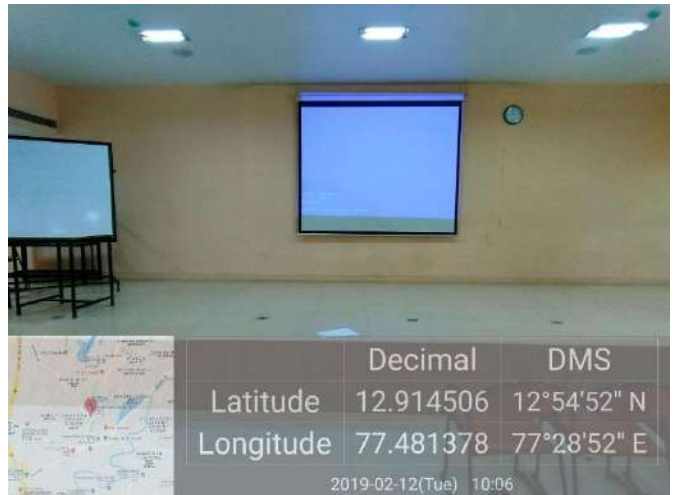 Decimal DMS
Latitude 12.914506 12°54'52" N
Longitude 77.481378 77°28'52" E
2019-02-12(Tue) 10:06